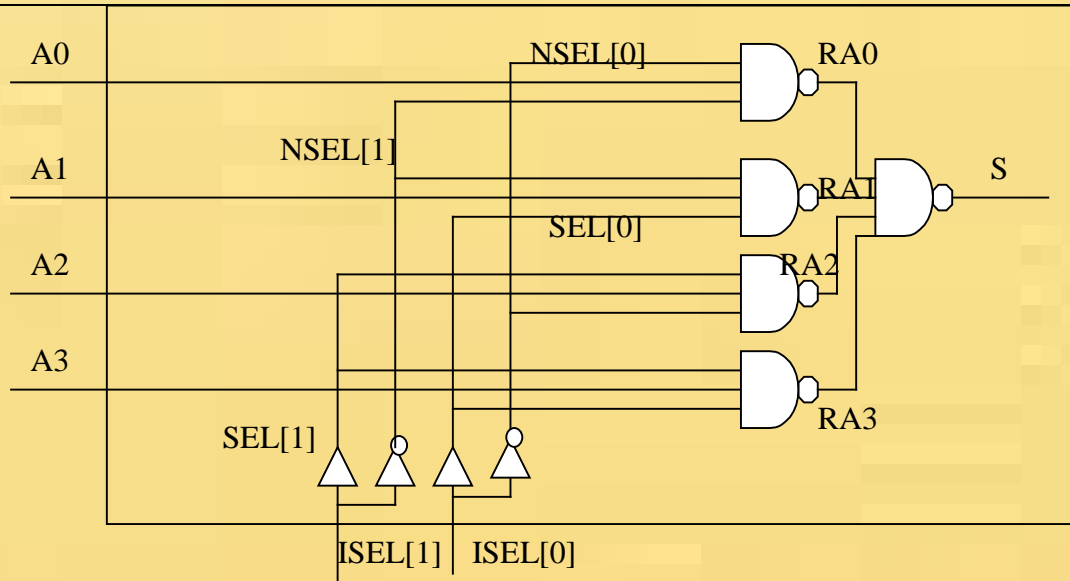 A0
NSEL[0]
RA0
NSEL[1]
A1
RA1
S
SEL[0]
A2
RA2
A3
RA3
SEL[1]
ISEL[1]
ISEL[0]